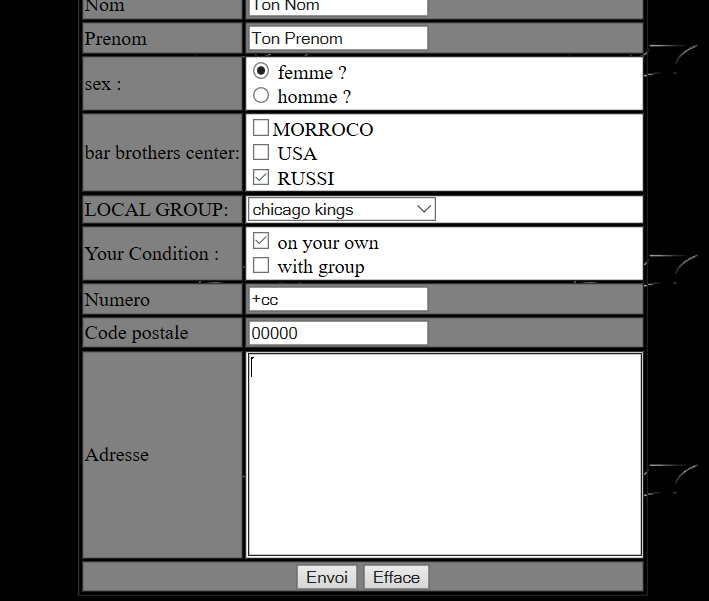 Nom Ton Nom
Prenom Ton Prenom
sex : femme ?
homme ?
bar brothers center: MORROCO
USA
RUSSI
LOCAL GROUP: chicago kings
Your Condition : on your own
with group
Numero +cc
Code postale 00000
Adresse
Envoi Efface